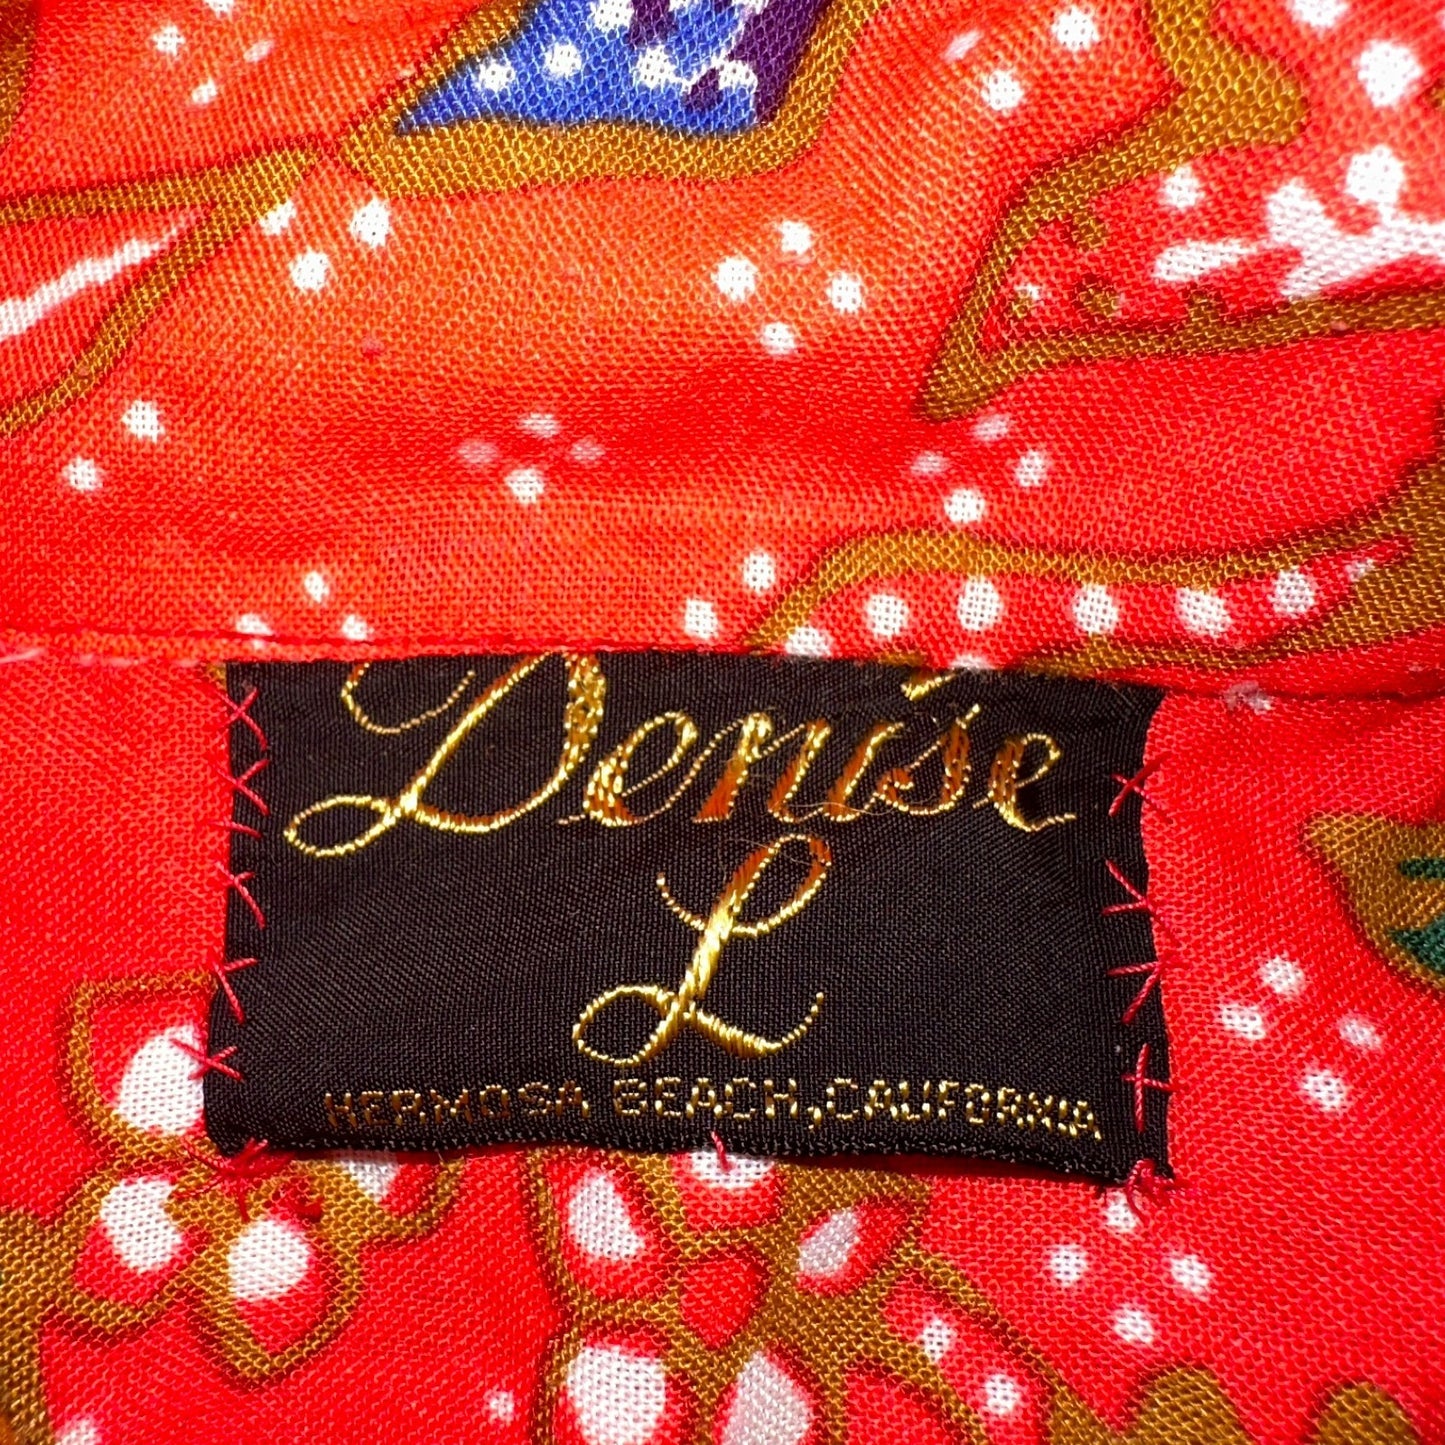 Denise
L
HERMOSA BEACH, CALIFORNIA